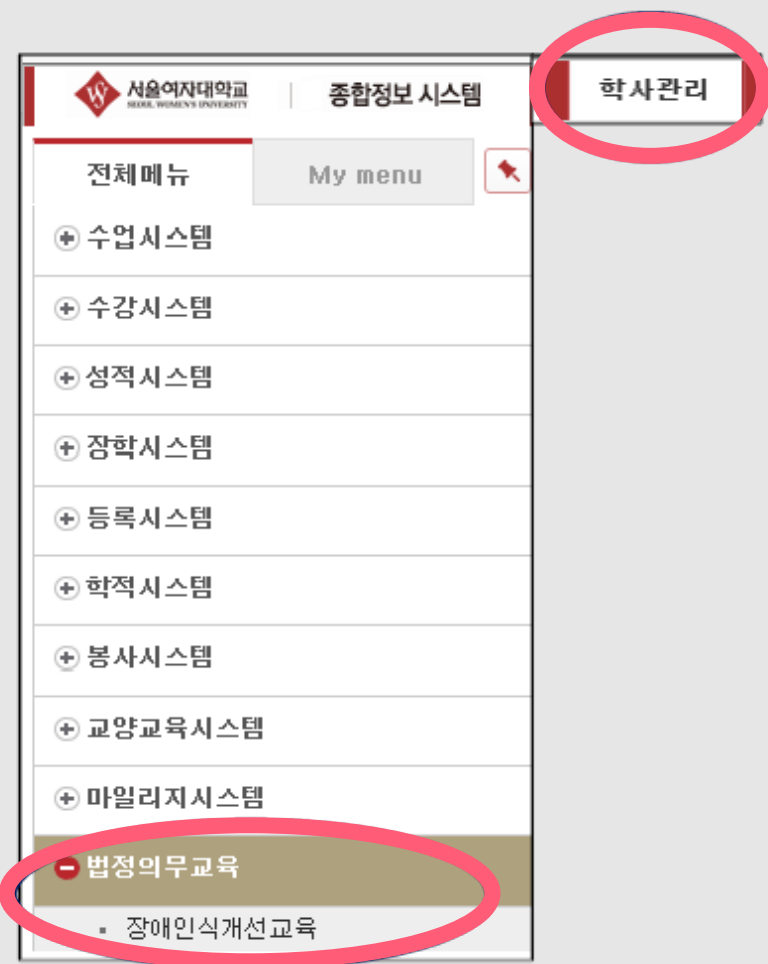 서울여자대학교
SEOUL WOMEN'S UNIVERSITY
종합정보 시스템
학사관리
전체메뉴
My menu
수업시스템
수강시스템
성적시스템
장학시스템
등록시스템
학적시스템
봉사시스템
교양교육시스템
마일리지시스템
법정의무교육
장애인식개선교육